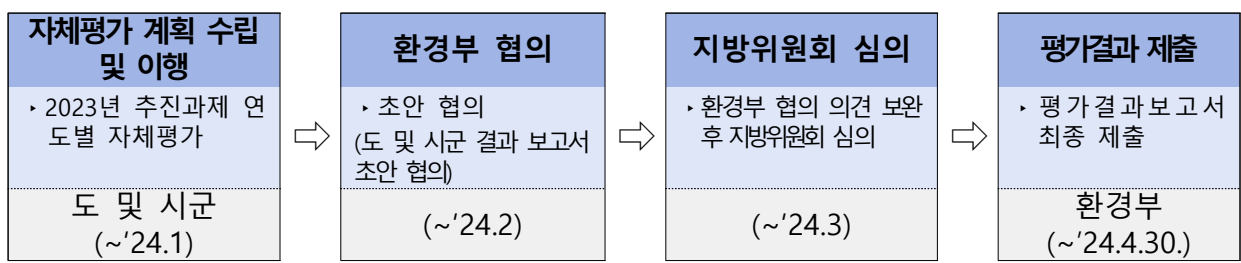 자체평가 계획 수립
및 이행
‣ 2023년 추진과제 연
도별 자체평가
도 및 시군
(~'24.1)
환경부 협의
‣ 초안 협의
(도 및 시군 결과 보고서
초안 협의)
(~'24.2)
지방위원회 심의
‣ 환경부 협의 의견 보완
후 지방위원회 심의
(~'24.3)
평가결과 제출
‣ 평가결과보고서
최종 제출
환경부
(~'24.4.30.)